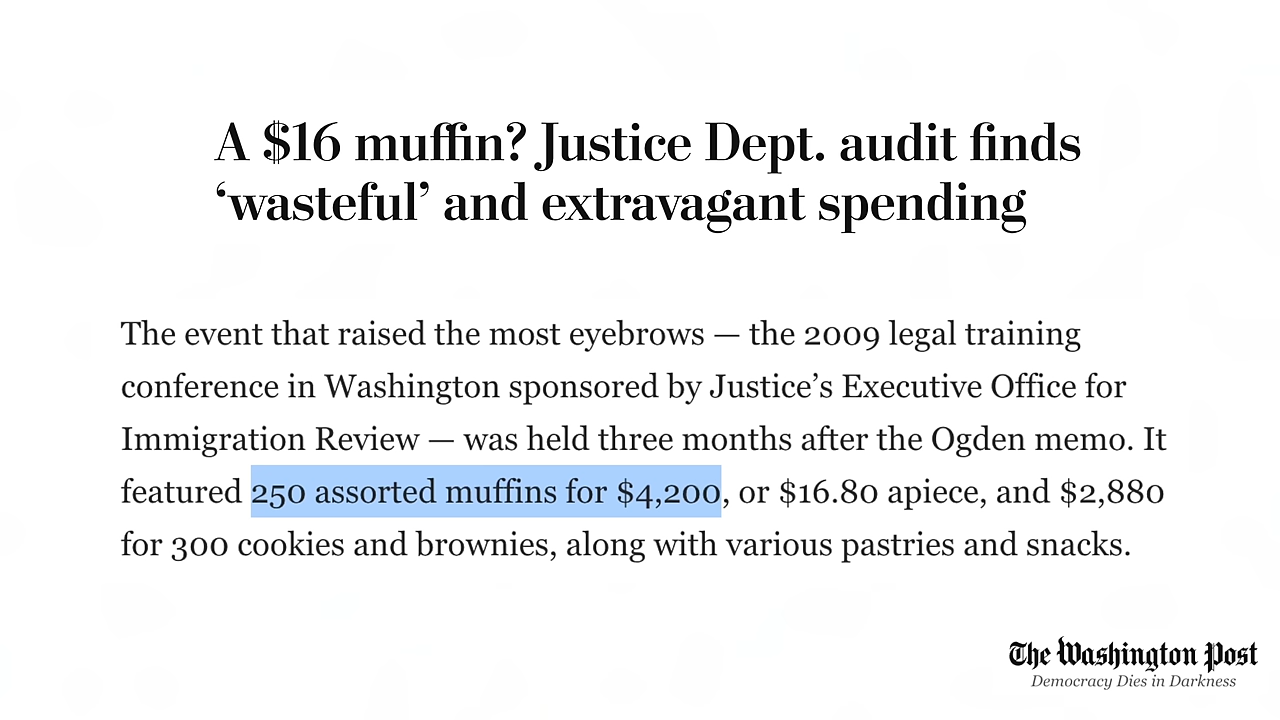 A $16 muffin? Justice Dept. audit finds
‘wasteful’ and extravagant spending
The event that raised the most eyebrows — the 2009 legal training
conference in Washington sponsored by Justice’s Executive Office for
Immigration Review — was held three months after the Ogden memo. It
featured 250 assorted muffins for $4,200, or $16.80 apiece, and $2,880
for 300 cookies and brownies, along with various pastries and snacks.
The Washington Post
Democracy Dies in Darkness